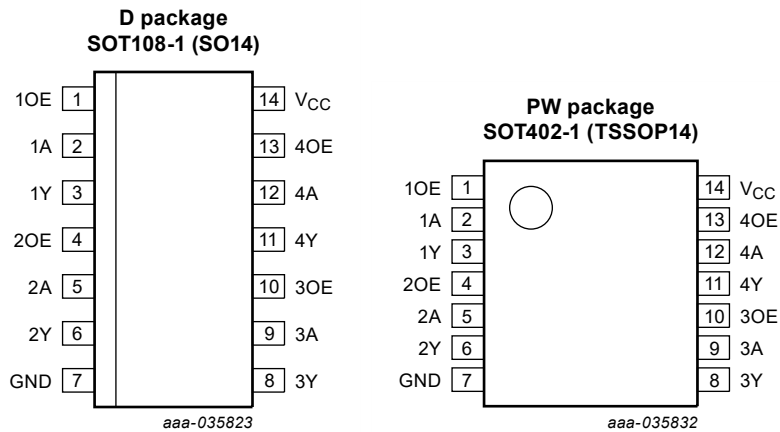 D package
SOT108-1 (SO14)
1OE 1 14 VCC
1A 2 13 4OE
1Y 3 12 4A
2OE 4 11 4Y
2A 5 10 3OE
2Y 6 9 3A
GND 7 8 3Y
aaa-035823
PW package
SOT402-1 (TSSOP14)
1OE 1 14 VCC
1A 2 13 4OE
1Y 3 12 4A
2OE 4 11 4Y
2A 5 10 3OE
2Y 6 9 3A
GND 7 8 3Y
aaa-035832